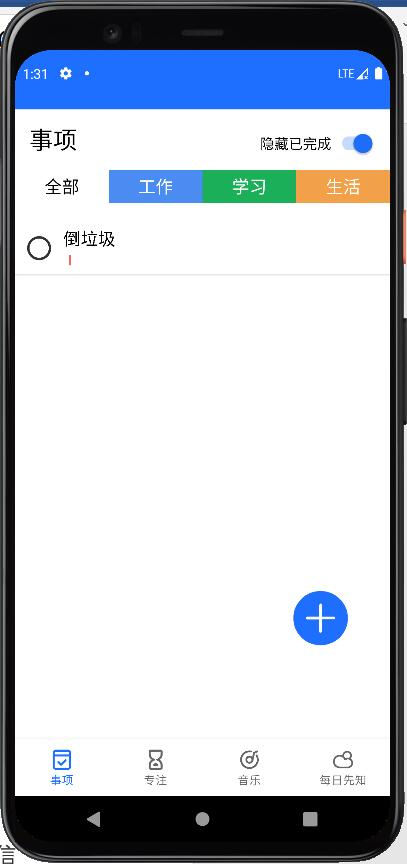 1:31 LTE
事项
隐藏已完成
全部 工作 学习 生活
倒垃圾
事项 专注 音乐 每日先知
信